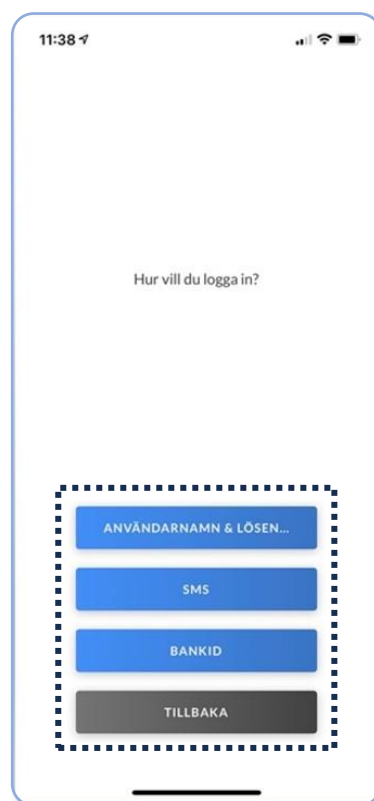 11:38
Hur vill du logga in?
ANVÄNDARNAMN & LÖSEN...
SMS
BANKID
TILLBAKA